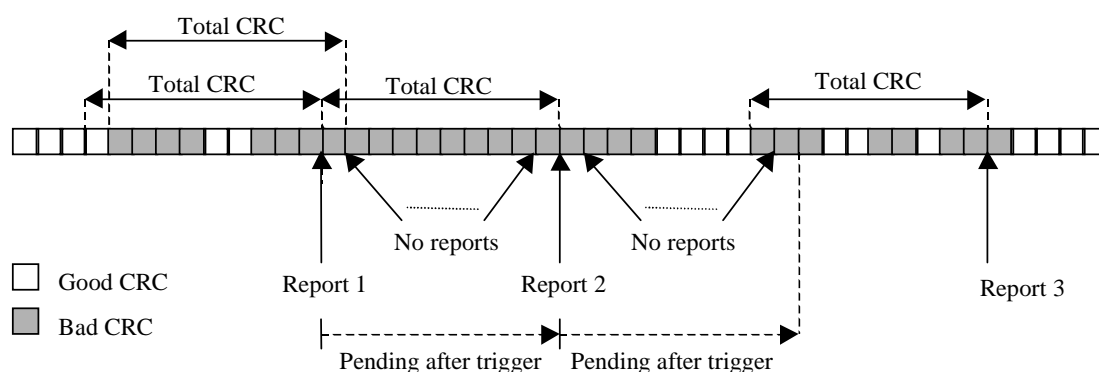 Total CRC
Total CRC
Total CRC
Total CRC
No reports
No reports
Report 1
Report 2
Report 3
Good CRC
Bad CRC
Pending after trigger
Pending after trigger